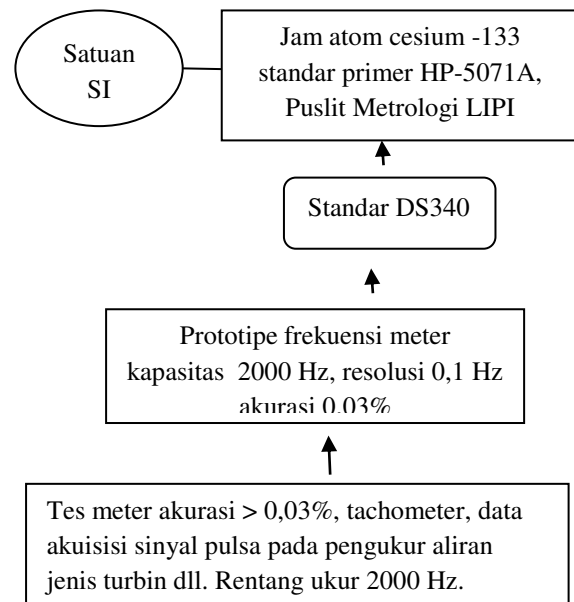 Satuan
SI
Jam atom cesium -133
standar primer HP-5071A,
Puslit Metrologi LIPI
Standar DS340
Prototipe frekuensi meter
kapasitas 2000 Hz, resolusi 0,1 Hz
akurasi 0.03%
Tes meter akurasi > 0,03%, tachometer, data
akuisisi sinyal pulsa pada pengukur aliran
jenis turbin dll. Rentang ukur 2000 Hz.